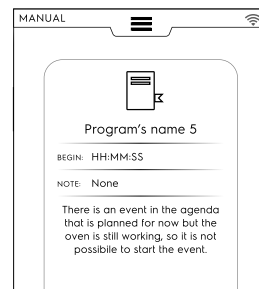 MANUAL
Program's name 5
BEGIN: HH:MM:SS
NOTE: None
There is an event in the agenda
that is planned for now but the
oven is still working, so it is not
possibile to start the event.